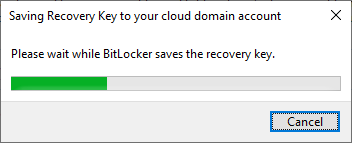 Saving Recovery Key to your cloud domain account
Please wait while BitLocker saves the recovery key.
Cancel